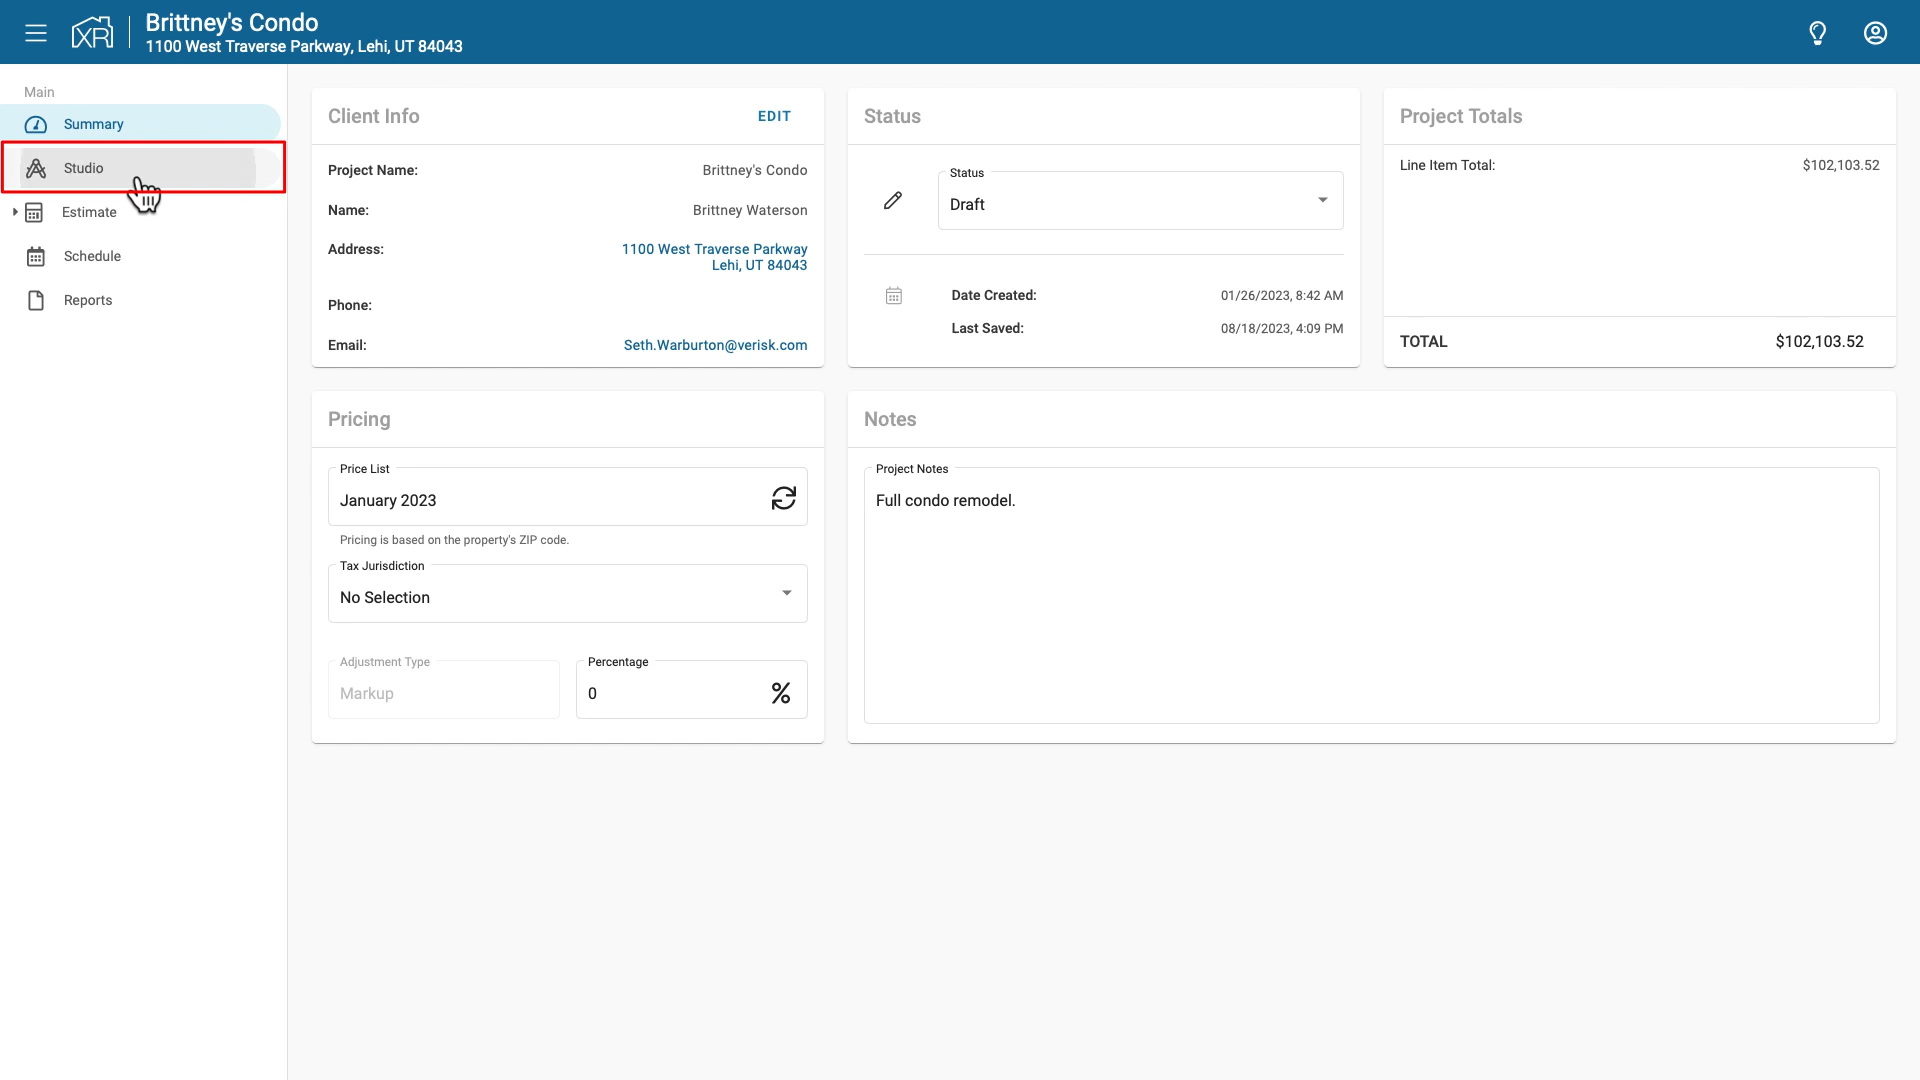 XR
Brittney's Condo
1100 West Traverse Parkway, Lehi, UT 84043
Main
Summary
Studio
Estimate
Schedule
Reports
Client Info
EDIT
Project Name:
Brittney's Condo
Name:
Brittney Waterson
Address:
1100 West Traverse Parkway
Lehi, UT 84043
Phone:
Email:
Seth.Warburton@verisk.com
Status
Status
Draft
Date Created:
01/26/2023, 8:42 AM
Last Saved:
08/18/2023, 4:09 PM
Project Totals
Line Item Total:
$102,103.52
TOTAL
$102,103.52
Pricing
Price List
January 2023
Pricing is based on the property's ZIP code.
Tax Jurisdiction
No Selection
Adjustment Type
Markup
Percentage
0
%
Notes
Project Notes
Full condo remodel.